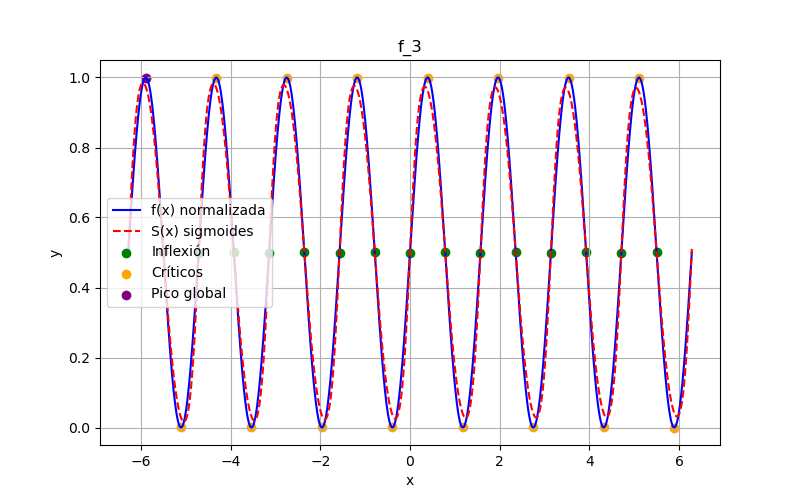 f_3
1.0
0.8
0.6
0.4
0.2
0.0
y
f(x) normalizada
S(x) sigmoides
Inflexión
Críticos
Pico global
−6 −4 −2 0 2 4 6
x